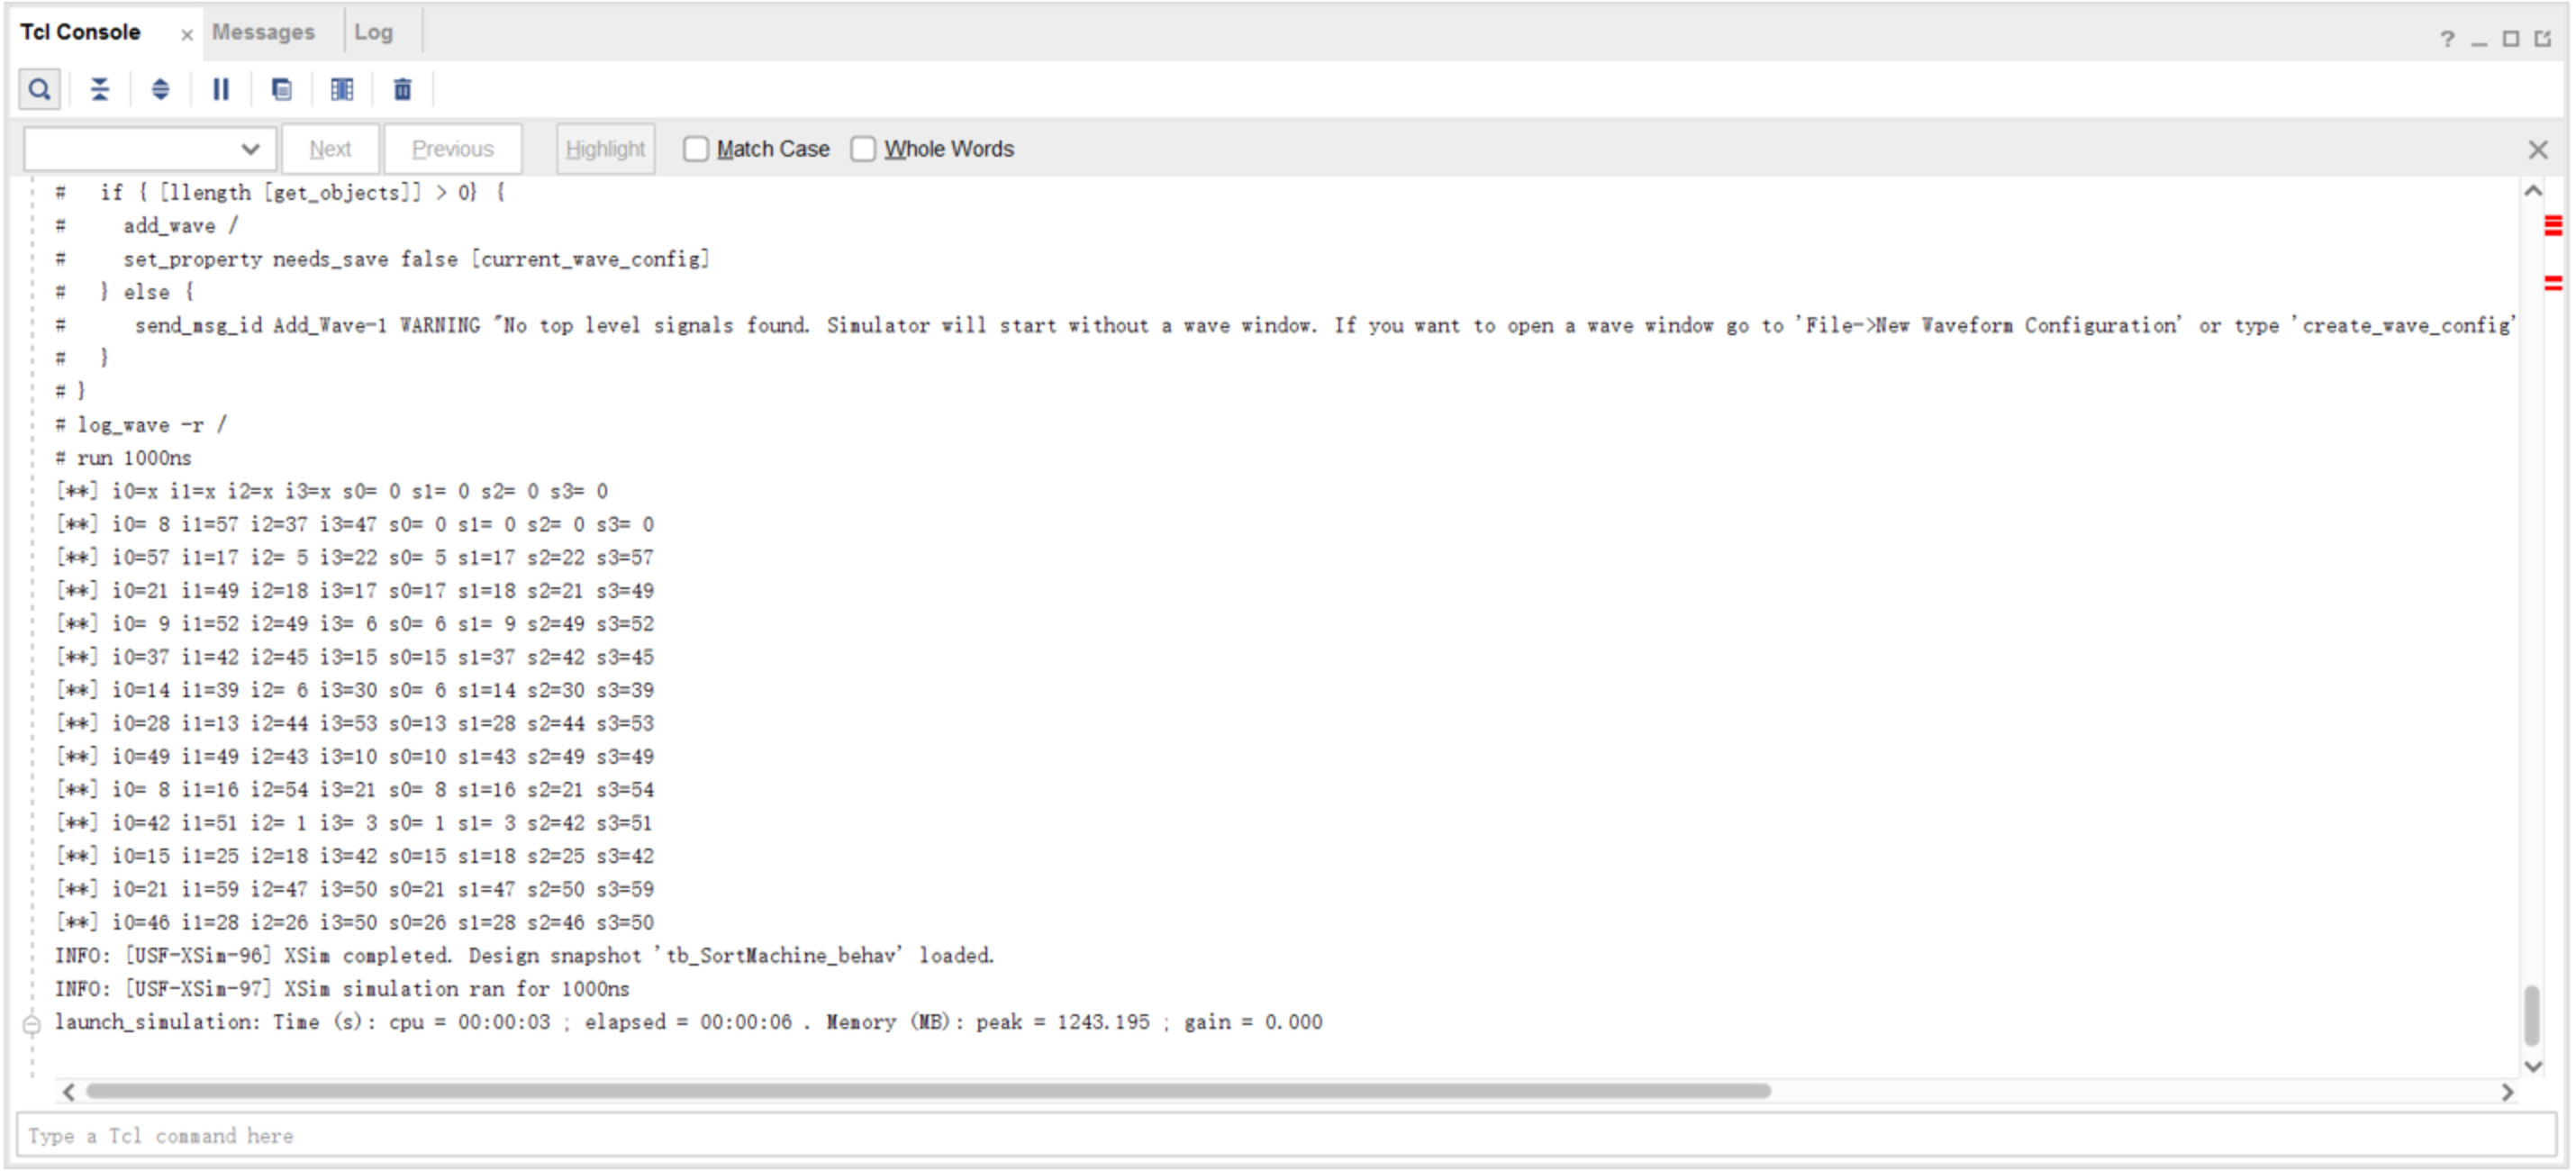 Tcl Console × Messages Log
Next Previous Highlight Match Case Whole Words
#   if { [llength [get_objects]] > 0} {
#     add_wave /
#     set_property needs_save false [current_wave_config]
#   } else {
#      send_msg_id Add_Wave-1 WARNING "No top level signals found. Simulator will start without a wave window. If you want to open a wave window go to 'File->New Waveform Configuration' or type 'create_wave_config'
#   }
# }
# log_wave -r /
# run 1000ns
[**] i0=x i1=x i2=x i3=x s0= 0 s1= 0 s2= 0 s3= 0
[**] i0= 8 i1=57 i2=37 i3=47 s0= 0 s1= 0 s2= 0 s3= 0
[**] i0=57 i1=17 i2= 5 i3=22 s0= 5 s1=17 s2=22 s3=57
[**] i0=21 i1=49 i2=18 i3=17 s0=17 s1=18 s2=21 s3=49
[**] i0= 9 i1=52 i2=49 i3= 6 s0= 6 s1= 9 s2=49 s3=52
[**] i0=37 i1=42 i2=45 i3=15 s0=15 s1=37 s2=42 s3=45
[**] i0=14 i1=39 i2= 6 i3=30 s0= 6 s1=14 s2=30 s3=39
[**] i0=28 i1=13 i2=44 i3=53 s0=13 s1=28 s2=44 s3=53
[**] i0=49 i1=49 i2=43 i3=10 s0=10 s1=43 s2=49 s3=49
[**] i0= 8 i1=16 i2=54 i3=21 s0= 8 s1=16 s2=21 s3=54
[**] i0=42 i1=51 i2= 1 i3= 3 s0= 1 s1= 3 s2=42 s3=51
[**] i0=15 i1=25 i2=18 i3=42 s0=15 s1=18 s2=25 s3=42
[**] i0=21 i1=59 i2=47 i3=50 s0=21 s1=47 s2=50 s3=59
[**] i0=46 i1=28 i2=26 i3=50 s0=26 s1=28 s2=46 s3=50
INFO: [USF-XSim-96] XSim completed. Design snapshot 'tb_SortMachine_behav' loaded.
INFO: [USF-XSim-97] XSim simulation ran for 1000ns
launch_simulation: Time (s): cpu = 00:00:03 ; elapsed = 00:00:06 . Memory (MB): peak = 1243.195 ; gain = 0.000
Type a Tcl command here